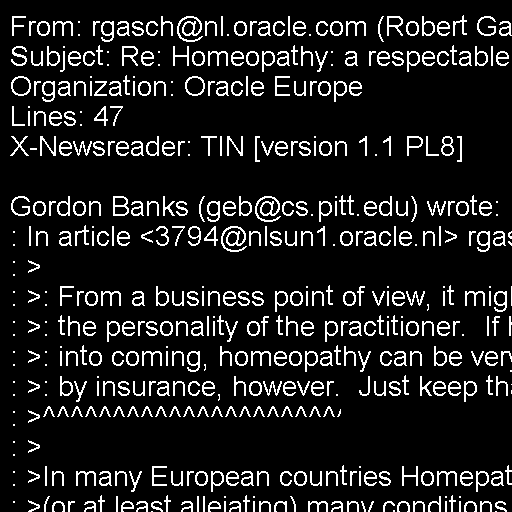 From: rgasch@nl.oracle.com (Robert Ga
Subject: Re: Homeopathy: a respectable
Organization: Oracle Europe
Lines: 47
X-Newsreader: TIN [version 1.1 PL8]

Gordon Banks (geb@cs.pitt.edu) wrote:
: In article <3794@nlsun1.oracle.nl> rgas
: >
: >: From a business point of view, it migh
: >: the personality of the practitioner.  If h
: >: into coming, homeopathy can be very
: >: by insurance, however.  Just keep tha
: >^^^^^^^^^^^^^^^^^^^^^^
: >
: >In many European countries Homepat
: >(or at least alleiating) many conditions